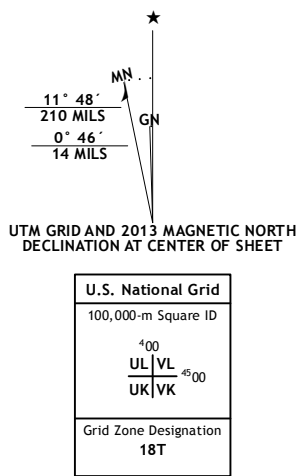 ★
MN
11° 48´
210 MILS
GN
0° 46´
14 MILS
UTM GRID AND 2013 MAGNETIC NORTH
DECLINATION AT CENTER OF SHEET
U.S. National Grid
100,000-m Square ID
⁴00
UL VL
⁴⁵00
UK VK
Grid Zone Designation
18T